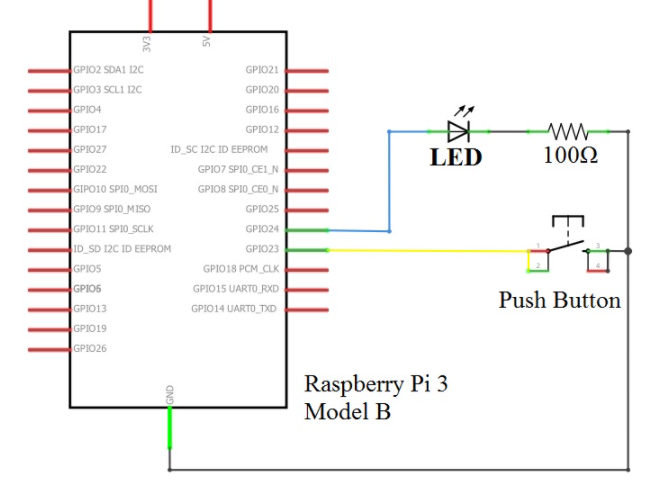 3V3
5V
GPIO2 SDA1 I2C
GPIO3 SCL1 I2C
GPIO4
GPIO17
GPIO27
GPIO22
GIPO10 SPI0_MOSI
GPIO9 SPI0_MISO
GPIO11 SPI0_SCLK
ID_SD I2C ID EEPROM
GPIO5
GPIO6
GPIO13
GPIO19
GPIO26
GPIO21
GPIO20
GPIO16
GPIO12
ID_SC I2C ID EEPROM
GPIO7 SPI0_CE1_N
GPIO8 SPI0_CE0_N
GPIO25
GPIO24
GPIO23
GPIO18 PCM_CLK
GPIO15 UART0_RXD
GPIO14 UART0_TXD
GND
LED
100Ω
1
2
3
4
Push Button
Raspberry Pi 3
Model B